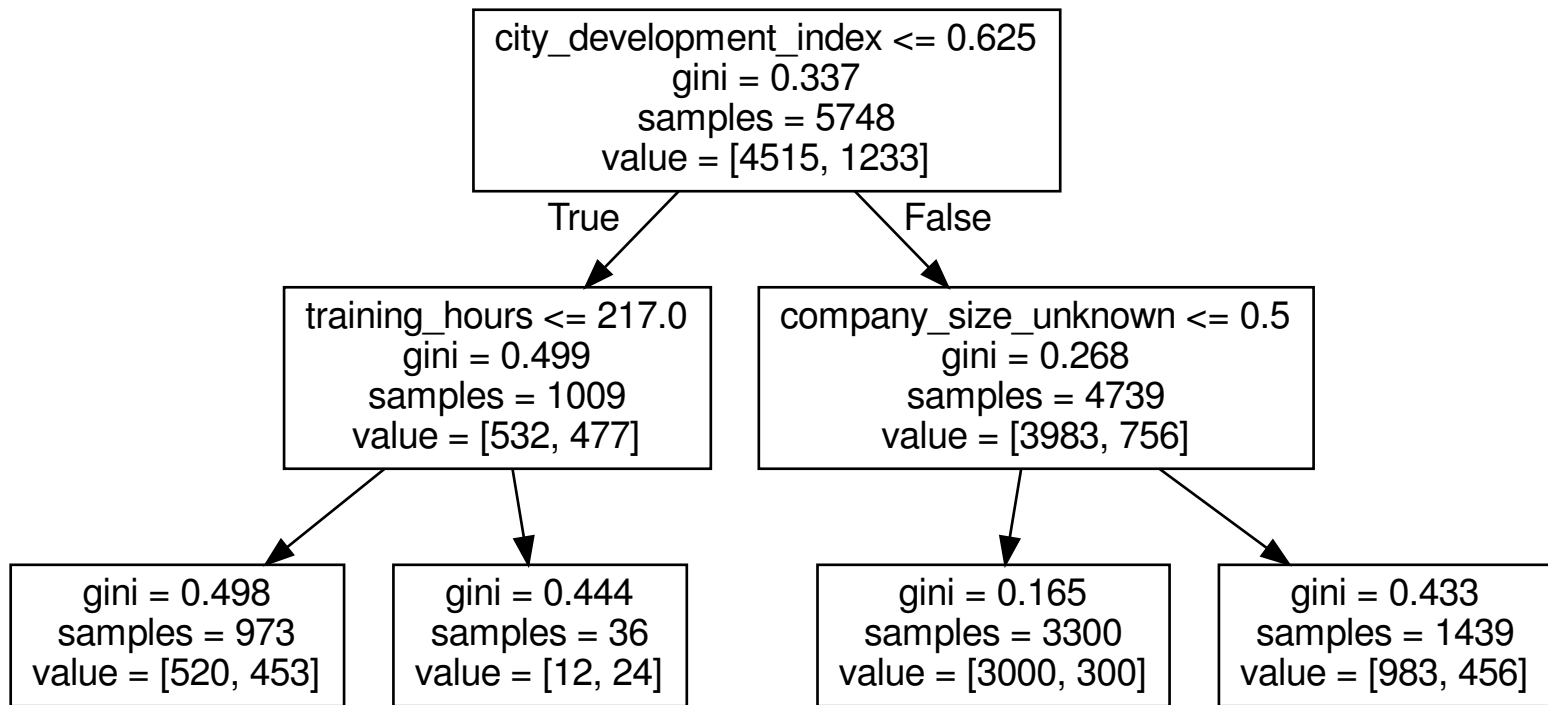 city_development_index <= 0.625
gini = 0.337
samples = 5748
value = [4515, 1233]
True
False
training_hours <= 217.0
gini = 0.499
samples = 1009
value = [532, 477]
company_size_unknown <= 0.5
gini = 0.268
samples = 4739
value = [3983, 756]
gini = 0.498
samples = 973
value = [520, 453]
gini = 0.444
samples = 36
value = [12, 24]
gini = 0.165
samples = 3300
value = [3000, 300]
gini = 0.433
samples = 1439
value = [983, 456]